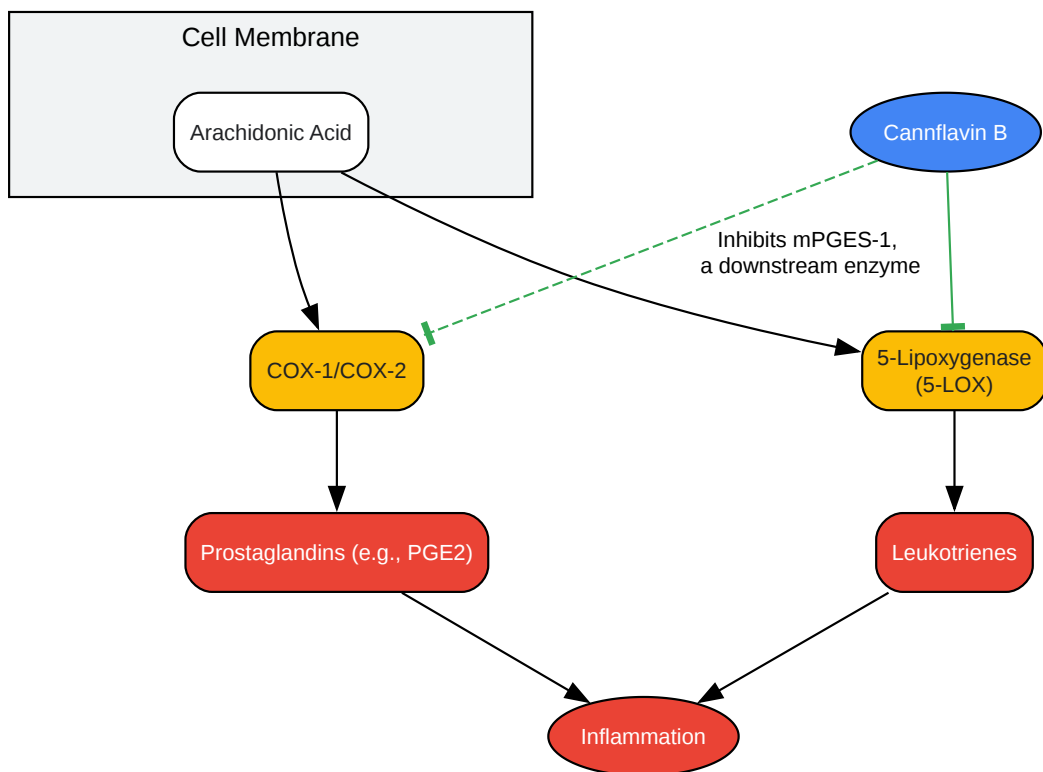 Cell Membrane
Arachidonic Acid
Cannflavin B
Inhibits mPGES-1,
a downstream enzyme
COX-1/COX-2
5-Lipoxygenase
(5-LOX)
Prostaglandins (e.g., PGE2)
Leukotrienes
Inflammation